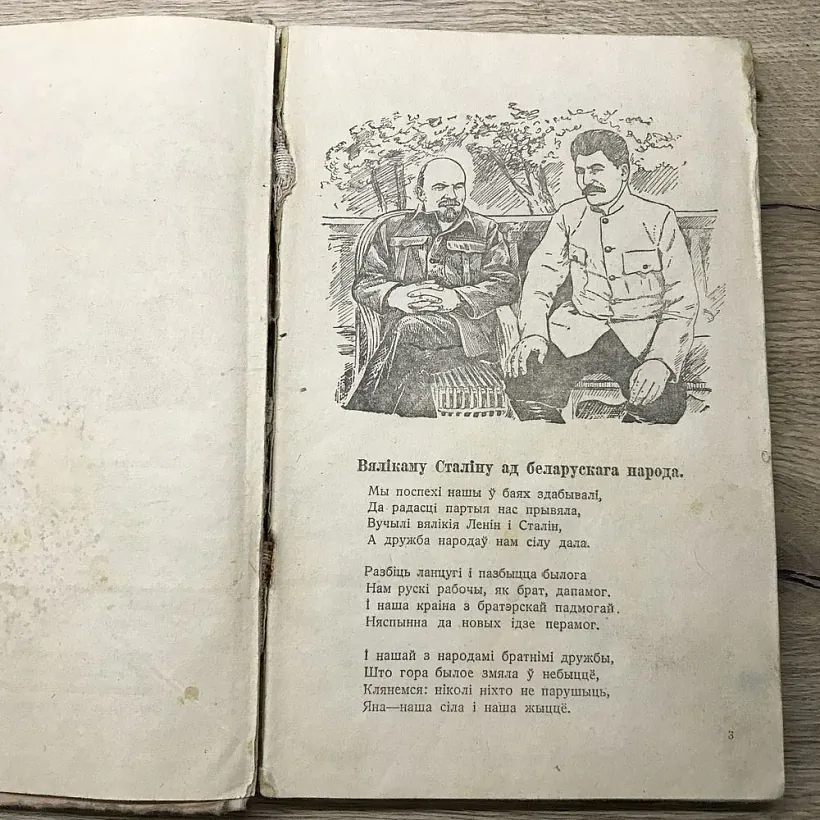 Вялікаму Сталіну ад беларускага народа.
Мы поспехі нашы ў баях здабывалі,
Да радасці партыя нас прывяла,
Вучылі вялікія Ленін і Сталін,
А дружба народаў нам сілу дала.
Разбіць ланцугі і пазбыцца былога
Нам рускі рабочы, як брат, дапамог.
І наша краіна з братэрскай падмогай.
Няспынна да новых ідзе перамог.
І нашай з народамі братнімі дружбы,
Што гора былое змяла ў небыццё,
Клянемся: ніколі ніхто не парушыць,
Яна—наша сіла і наша жыццё.
3